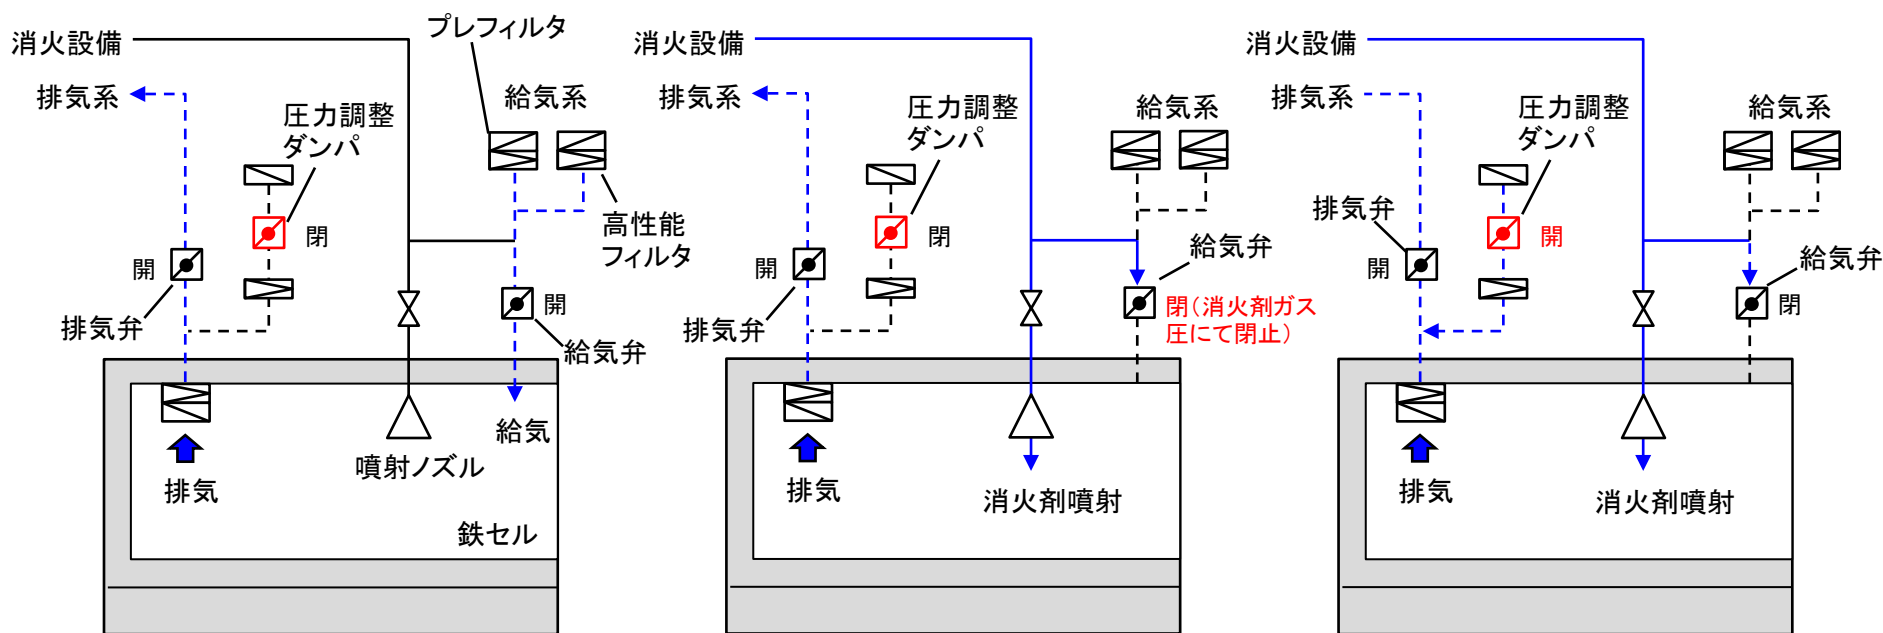 消火設備
プレフィルタ
排気系
圧力調整
ダンパ
給気系
閉
高性能
フィルタ
開
開
排気弁
給気弁
給気
噴射ノズル
排気
鉄セル
消火設備
排気系
圧力調整
ダンパ
給気系
閉
開
給気弁
閉(消火剤ガス
圧にて閉止)
排気弁
排気
消火剤噴射
消火設備
排気系
圧力調整
ダンパ
給気系
排気弁
開
開
給気弁
閉
排気
消火剤噴射